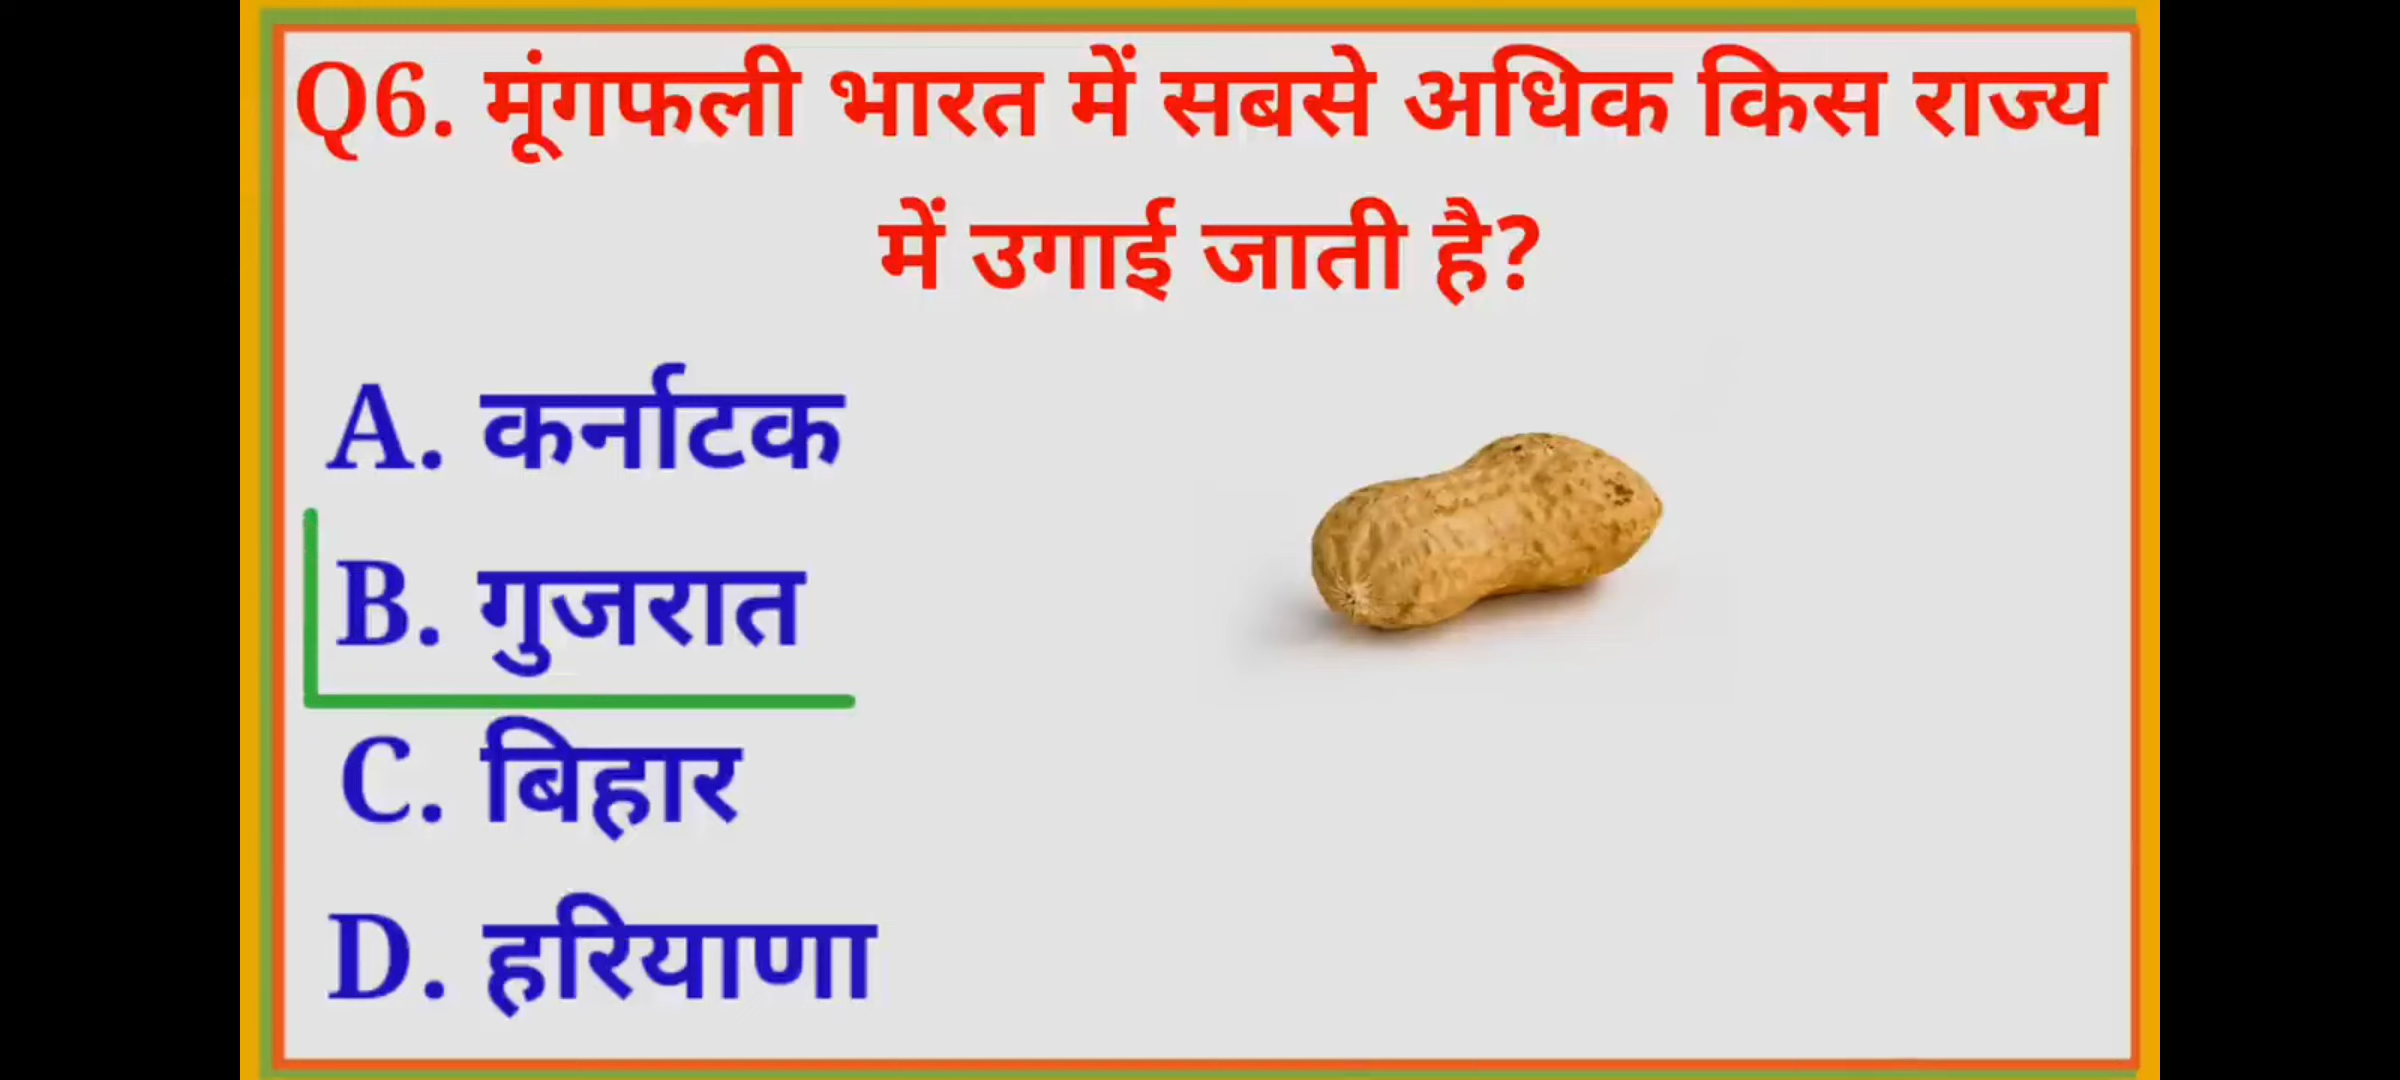 Q6. मूंगफली भारत में सबसे अधिक किस राज्य
में उगाई जाती है?
A. कर्नाटक
B. गुजरात
C. बिहार
D. हरियाणा